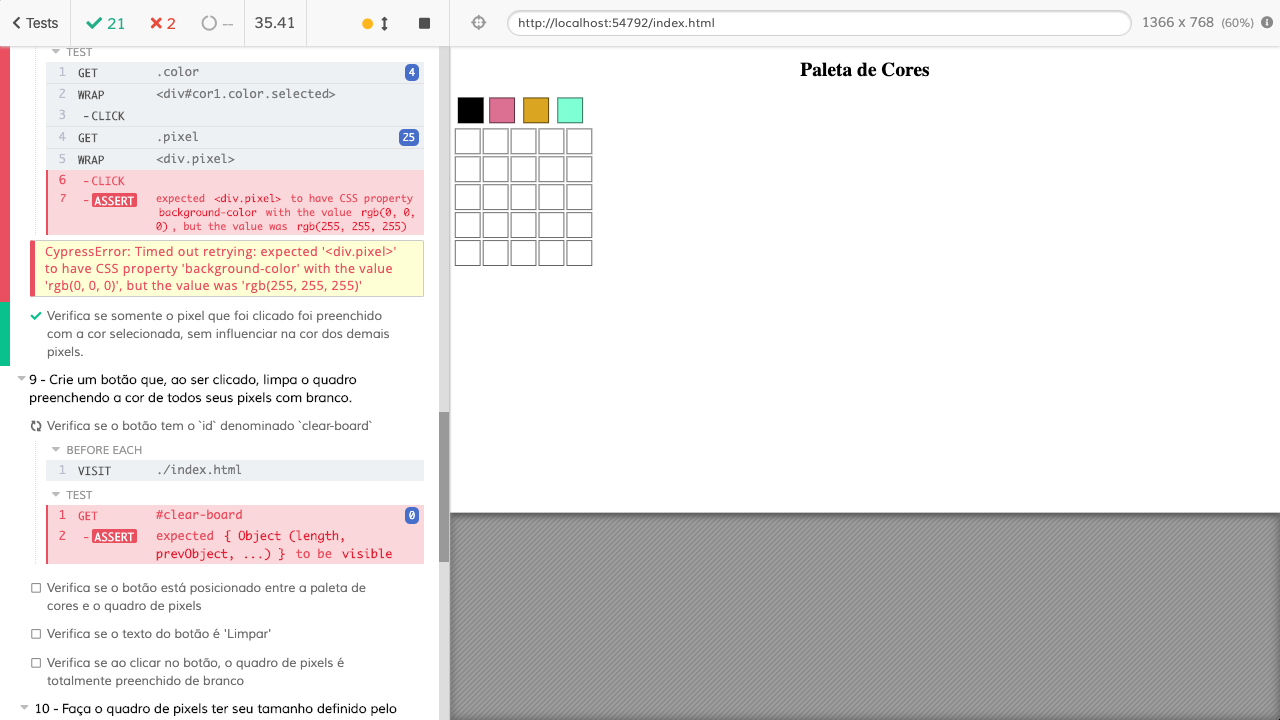 Tests 21 2 -- 35.41 http://localhost:54792/index.html 1366 x 768 (60%)
TEST
1 GET .color 4
2 WRAP <div#cor1.color.selected>
3 -CLICK
4 GET .pixel 25
5 WRAP <div.pixel>
6 -CLICK
7 -ASSERT expected <div.pixel> to have CSS property
background-color with the value rgb(0, 0,
0), but the value was rgb(255, 255, 255)
CypressError: Timed out retrying: expected '<div.pixel>'
to have CSS property 'background-color' with the value
'rgb(0, 0, 0)', but the value was 'rgb(255, 255, 255)'
Verifica se somente o pixel que foi clicado foi preenchido
com a cor selecionada, sem influenciar na cor dos demais
pixels.
9 - Crie um botão que, ao ser clicado, limpa o quadro
preenchendo a cor de todos seus pixels com branco.
Verifica se o botão tem o `id` denominado `clear-board`
BEFORE EACH
1 VISIT ./index.html
TEST
1 GET #clear-board 0
2 -ASSERT expected { Object (length,
prevObject, ...) } to be visible
Verifica se o botão está posicionado entre a paleta de
cores e o quadro de pixels
Verifica se o texto do botão é 'Limpar'
Verifica se ao clicar no botão, o quadro de pixels é
totalmente preenchido de branco
10 - Faça o quadro de pixels ter seu tamanho definido pelo
Paleta de Cores